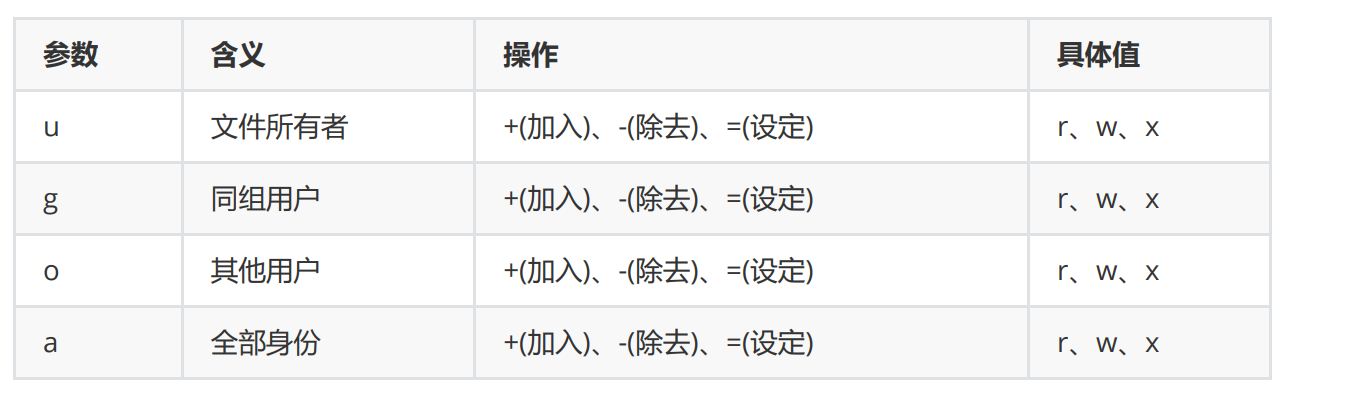 参数 含义 操作 具体值
u 文件所有者 +(加入)、-(除去)、=(设定) r、w、x
g 同组用户 +(加入)、-(除去)、=(设定) r、w、x
o 其他用户 +(加入)、-(除去)、=(设定) r、w、x
a 全部身份 +(加入)、-(除去)、=(设定) r、w、x